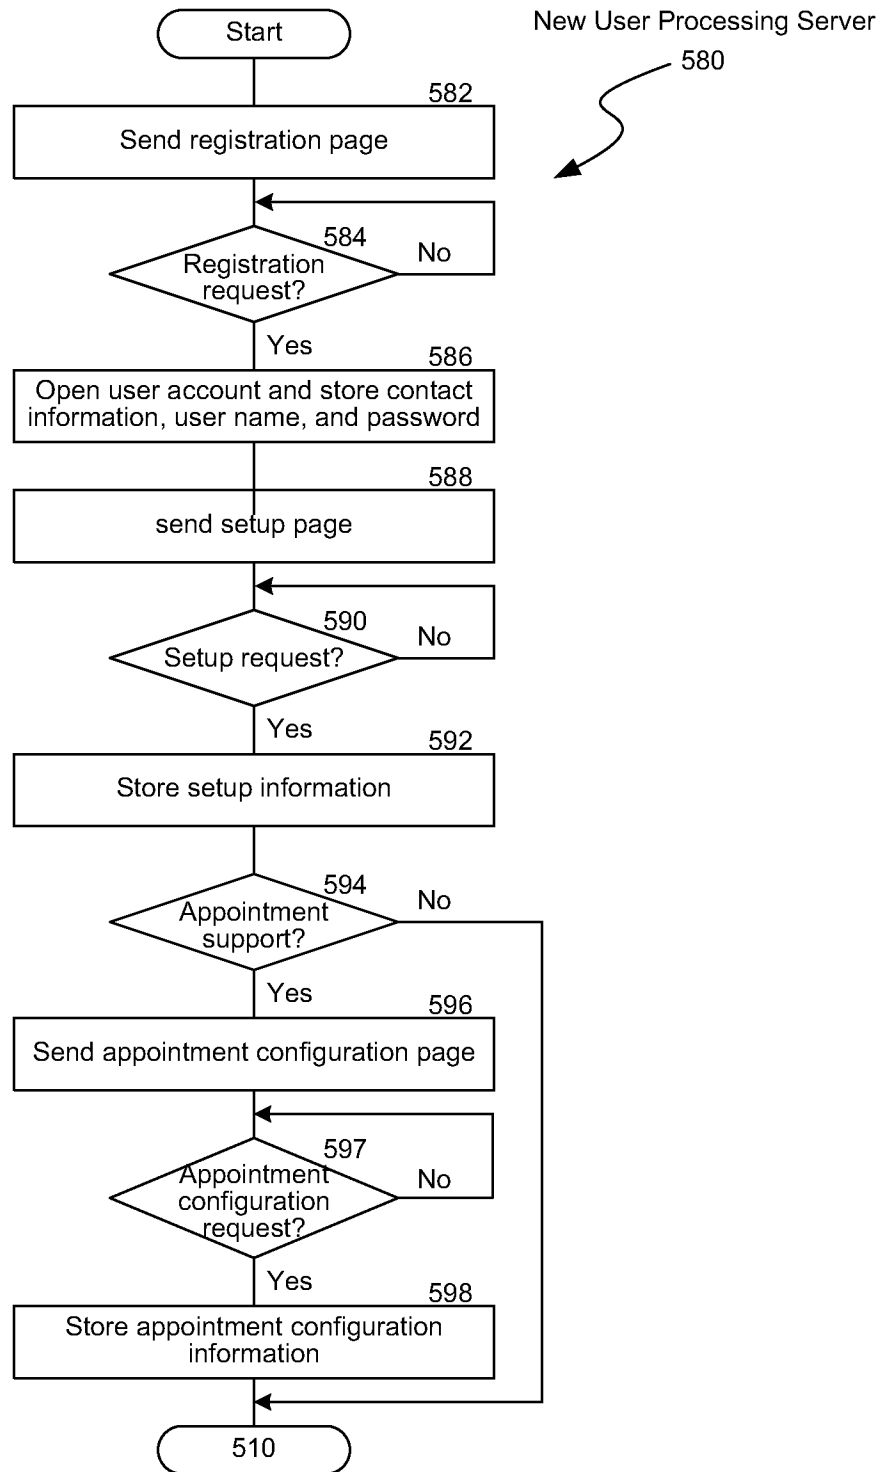 Start
New User Processing Server
580
582
Send registration page
584
Registration
request?
No
Yes
586
Open user account and store contact
information, user name, and password
588
send setup page
590
Setup request?
No
Yes
592
Store setup information
594
Appointment
support?
No
Yes
596
Send appointment configuration page
597
Appointment
configuration
request?
No
Yes
598
Store appointment configuration
information
510